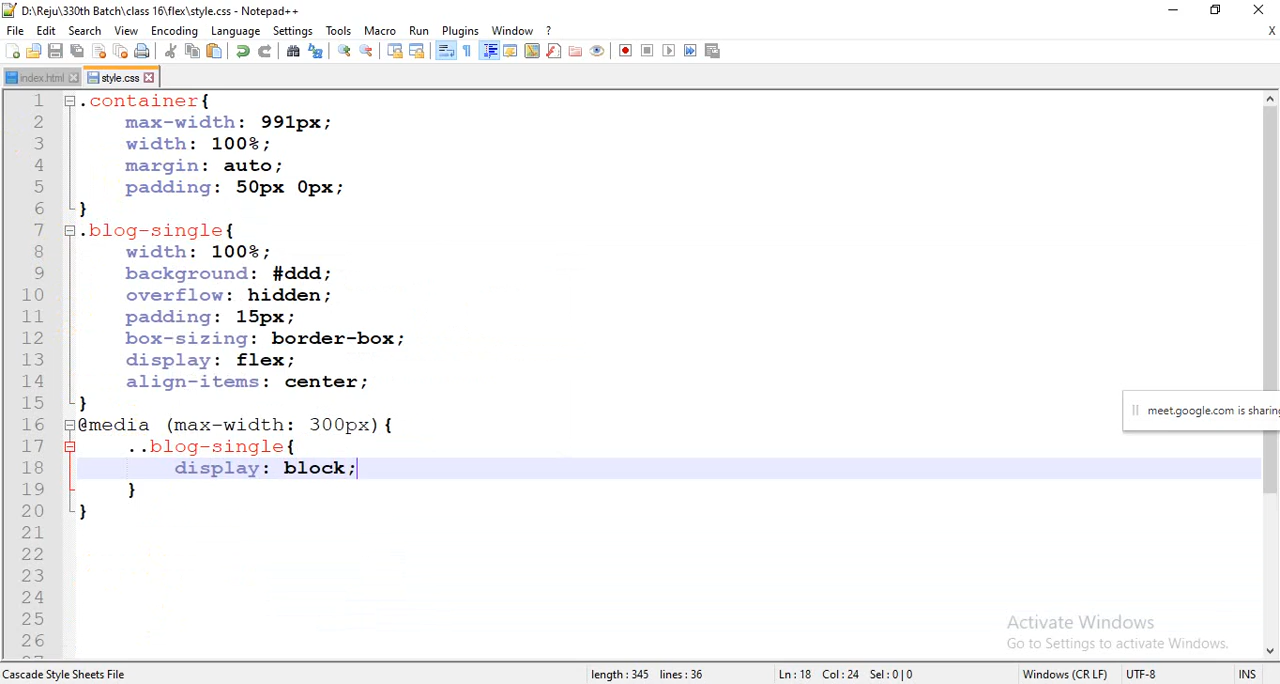 D:\Reju\330th Batch\class 16\flex\style.css - Notepad++
File Edit Search View Encoding Language Settings Tools Macro Run Plugins Window ? X
index.html style.css
1 .container{
2 max-width: 991px;
3 width: 100%;
4 margin: auto;
5 padding: 50px 0px;
6 }
7 .blog-single{
8 width: 100%;
9 background: #ddd;
10 overflow: hidden;
11 padding: 15px;
12 box-sizing: border-box;
13 display: flex;
14 align-items: center;
15 }
16 @media (max-width: 300px){
17 ..blog-single{
18 display: block;
19 }
20 }
21
22
23
24
25
26
meet.google.com is sharing
Activate Windows
Go to Settings to activate Windows.
Cascade Style Sheets File length : 345 lines : 36 Ln : 18 Col : 24 Sel : 0 | 0 Windows (CR LF) UTF-8 INS